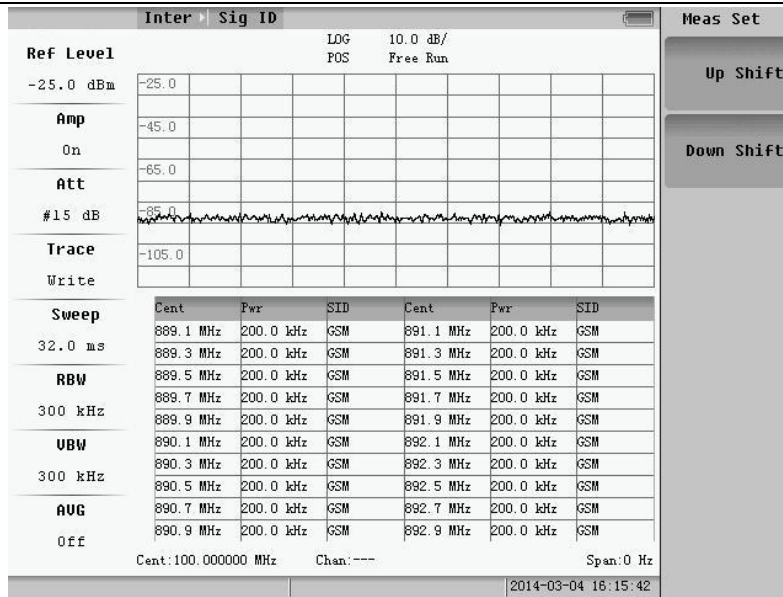 Inter Sig ID
Meas Set
LOG 10.0 dB/
POS Free Run
Ref Level
-25.0 dBm
Amp
On
Att
#15 dB
Trace
Write
Sweep
32.0 ms
RBW
300 kHz
VBW
300 kHz
AVG
Off
-25.0
-45.0
-65.0
-85.0
-105.0
Cent Pwr SID Cent Pwr SID
889.1 MHz 200.0 kHz GSM 891.1 MHz 200.0 kHz GSM
889.3 MHz 200.0 kHz GSM 891.3 MHz 200.0 kHz GSM
889.5 MHz 200.0 kHz GSM 891.5 MHz 200.0 kHz GSM
889.7 MHz 200.0 kHz GSM 891.7 MHz 200.0 kHz GSM
889.9 MHz 200.0 kHz GSM 891.9 MHz 200.0 kHz GSM
890.1 MHz 200.0 kHz GSM 892.1 MHz 200.0 kHz GSM
890.3 MHz 200.0 kHz GSM 892.3 MHz 200.0 kHz GSM
890.5 MHz 200.0 kHz GSM 892.5 MHz 200.0 kHz GSM
890.7 MHz 200.0 kHz GSM 892.7 MHz 200.0 kHz GSM
890.9 MHz 200.0 kHz GSM 892.9 MHz 200.0 kHz GSM
Cent:100.000000 MHz Chan:--- Span:0 Hz
2014-03-04 16:15:42
Up Shift
Down Shift